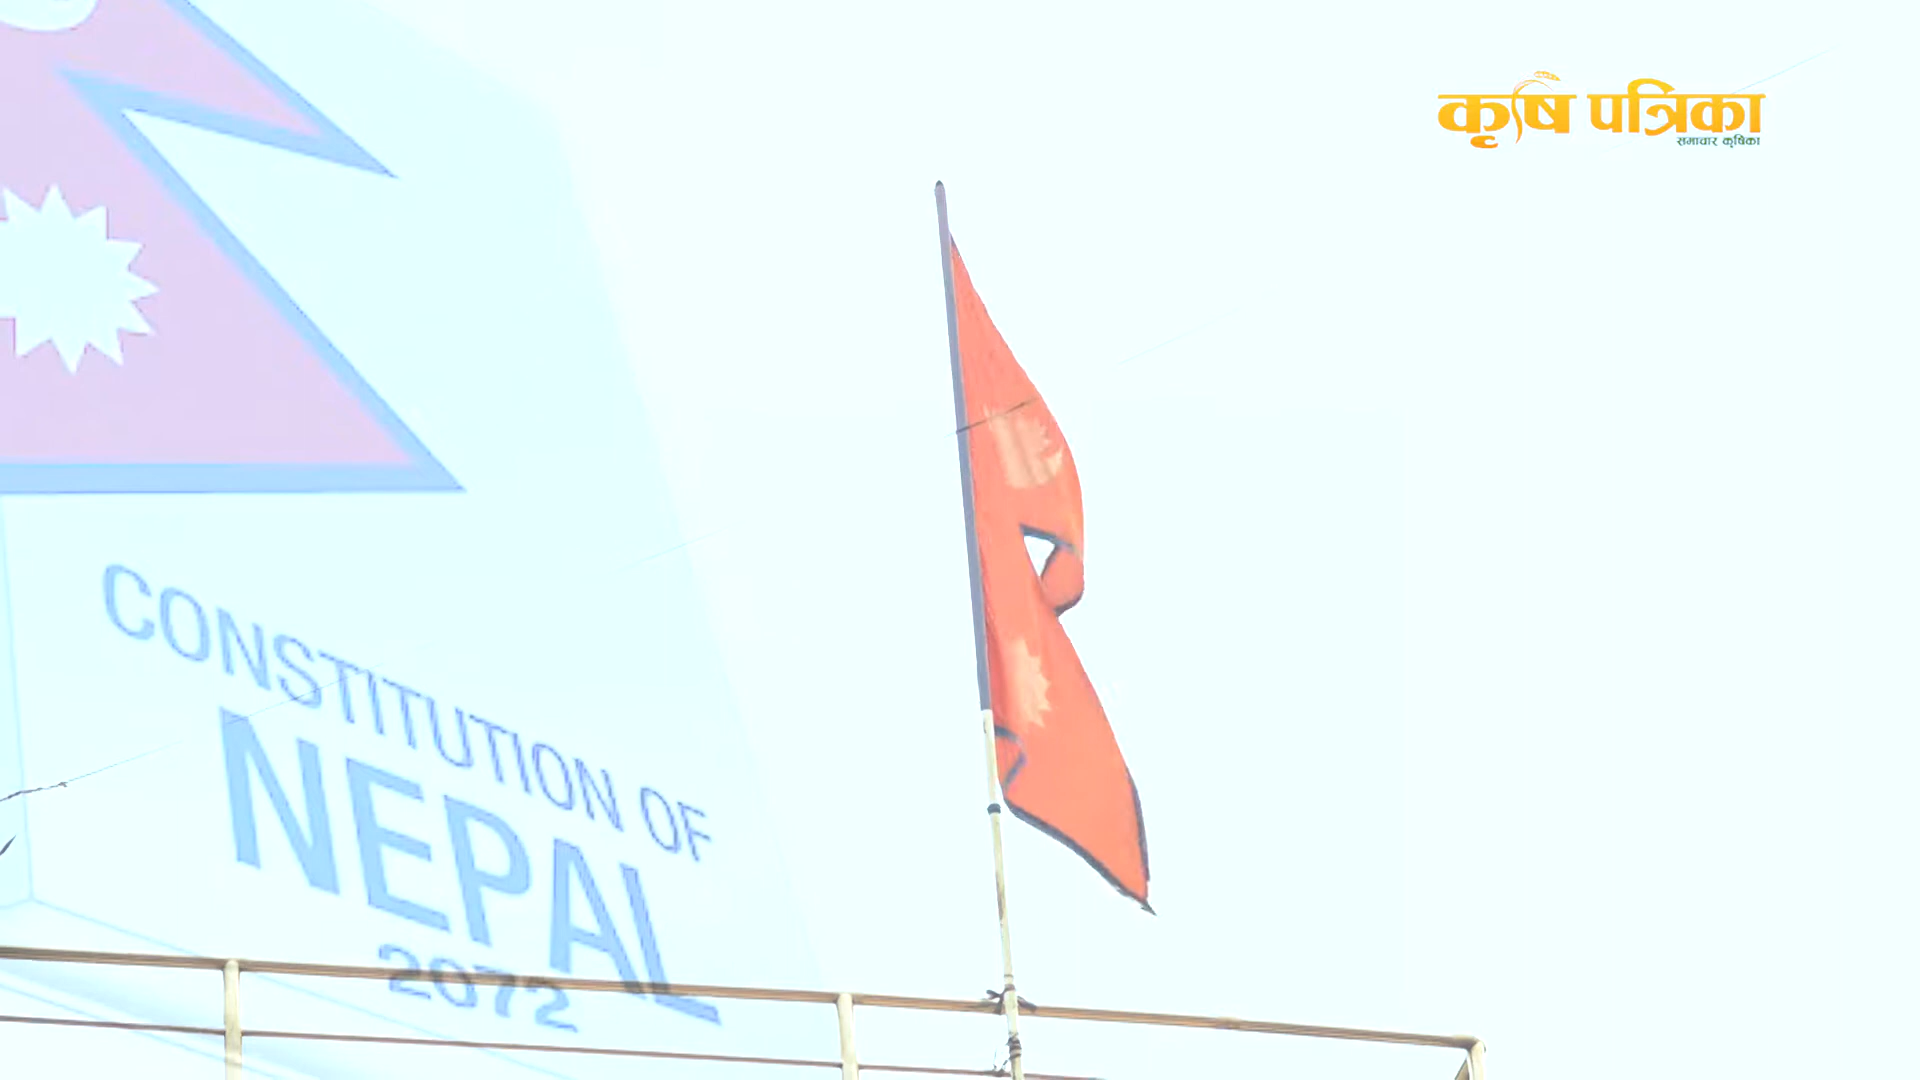 कृषि पत्रिका
समाचार कृषिका
CONSTITUTION OF
NEPAL
2072